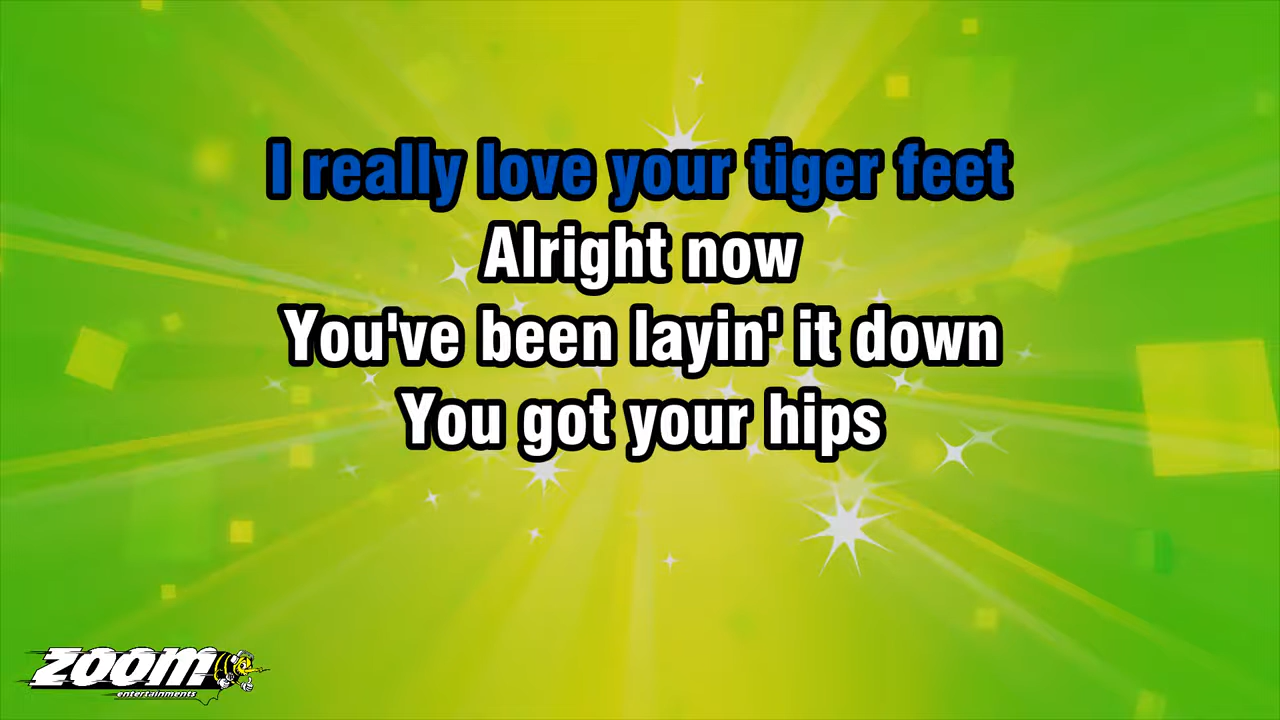 I really love your tiger feet
Alright now
You've been layin' it down
You got your hips
zoom
entertainments